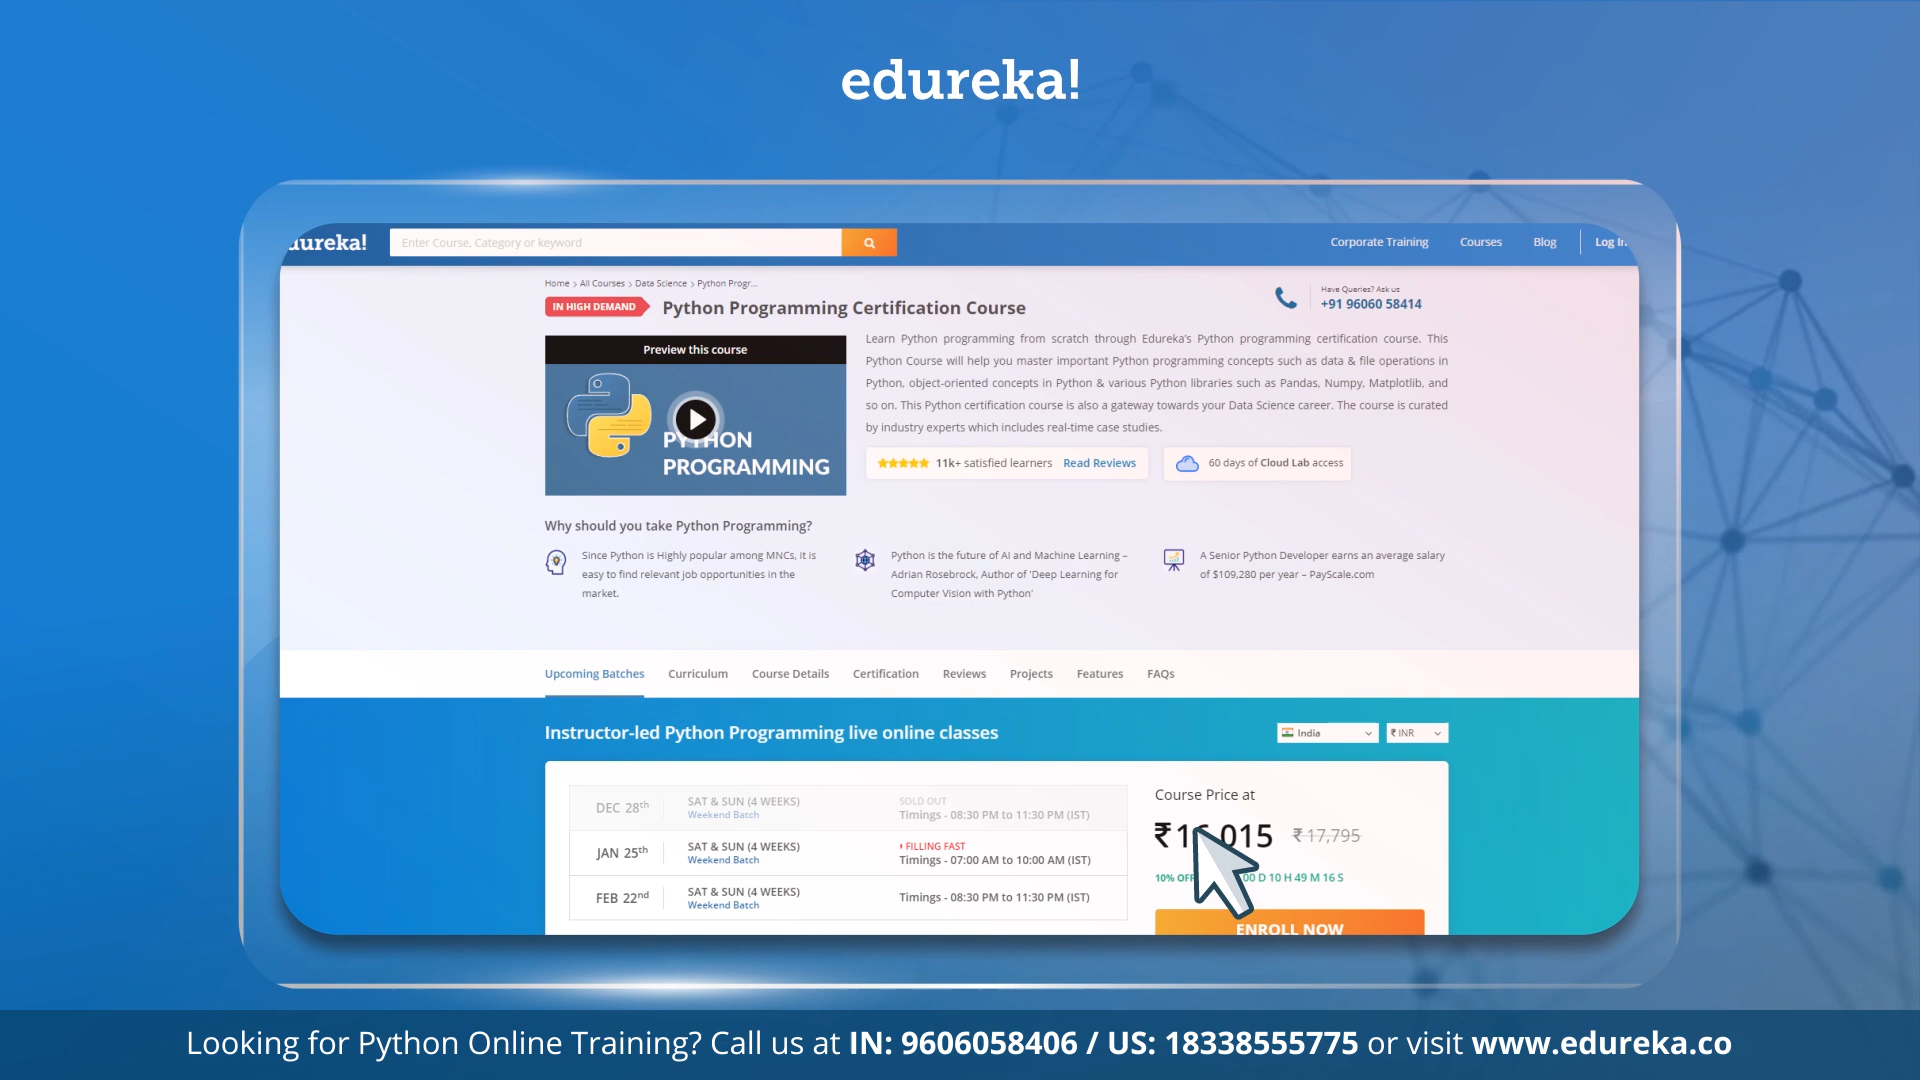 edureka!
dureka!
Enter Course, Category or keyword
Corporate Training
Courses
Blog
Log In
Home > All Courses > Data Science > Python Progr...
IN HIGH DEMAND
Python Programming Certification Course
Have Queries? Ask us
+91 96060 58414
Preview this course
PYTHON
PROGRAMMING
Learn Python programming from scratch through Edureka's Python programming certification course. This
Python Course will help you master important Python programming concepts such as data & file operations in
Python, object-oriented concepts in Python & various Python libraries such as Pandas, Numpy, Matplotlib, and
so on. This Python certification course is also a gateway towards your Data Science career. The course is curated
by industry experts which includes real-time case studies.
11k+ satisfied learners Read Reviews
60 days of Cloud Lab access
Why should you take Python Programming?
Since Python is Highly popular among MNCs, it is
easy to find relevant job opportunities in the
market.
Python is the future of AI and Machine Learning –
Adrian Rosebrock, Author of 'Deep Learning for
Computer Vision with Python'
A Senior Python Developer earns an average salary
of $109,280 per year – PayScale.com
Upcoming Batches
Curriculum
Course Details
Certification
Reviews
Projects
Features
FAQs
Instructor-led Python Programming live online classes
India
₹ INR
DEC 28th
SAT & SUN (4 WEEKS)
Weekend Batch
SOLD OUT
Timings - 08:30 PM to 11:30 PM (IST)
JAN 25th
SAT & SUN (4 WEEKS)
Weekend Batch
FILLING FAST
Timings - 07:00 AM to 10:00 AM (IST)
FEB 22nd
SAT & SUN (4 WEEKS)
Weekend Batch
Timings - 08:30 PM to 11:30 PM (IST)
Course Price at
₹ 16,015 ₹ 17,795
10% OFF 00 D 10 H 49 M 16 S
ENROLL NOW
Looking for Python Online Training? Call us at IN: 9606058406 / US: 18338555775 or visit www.edureka.co